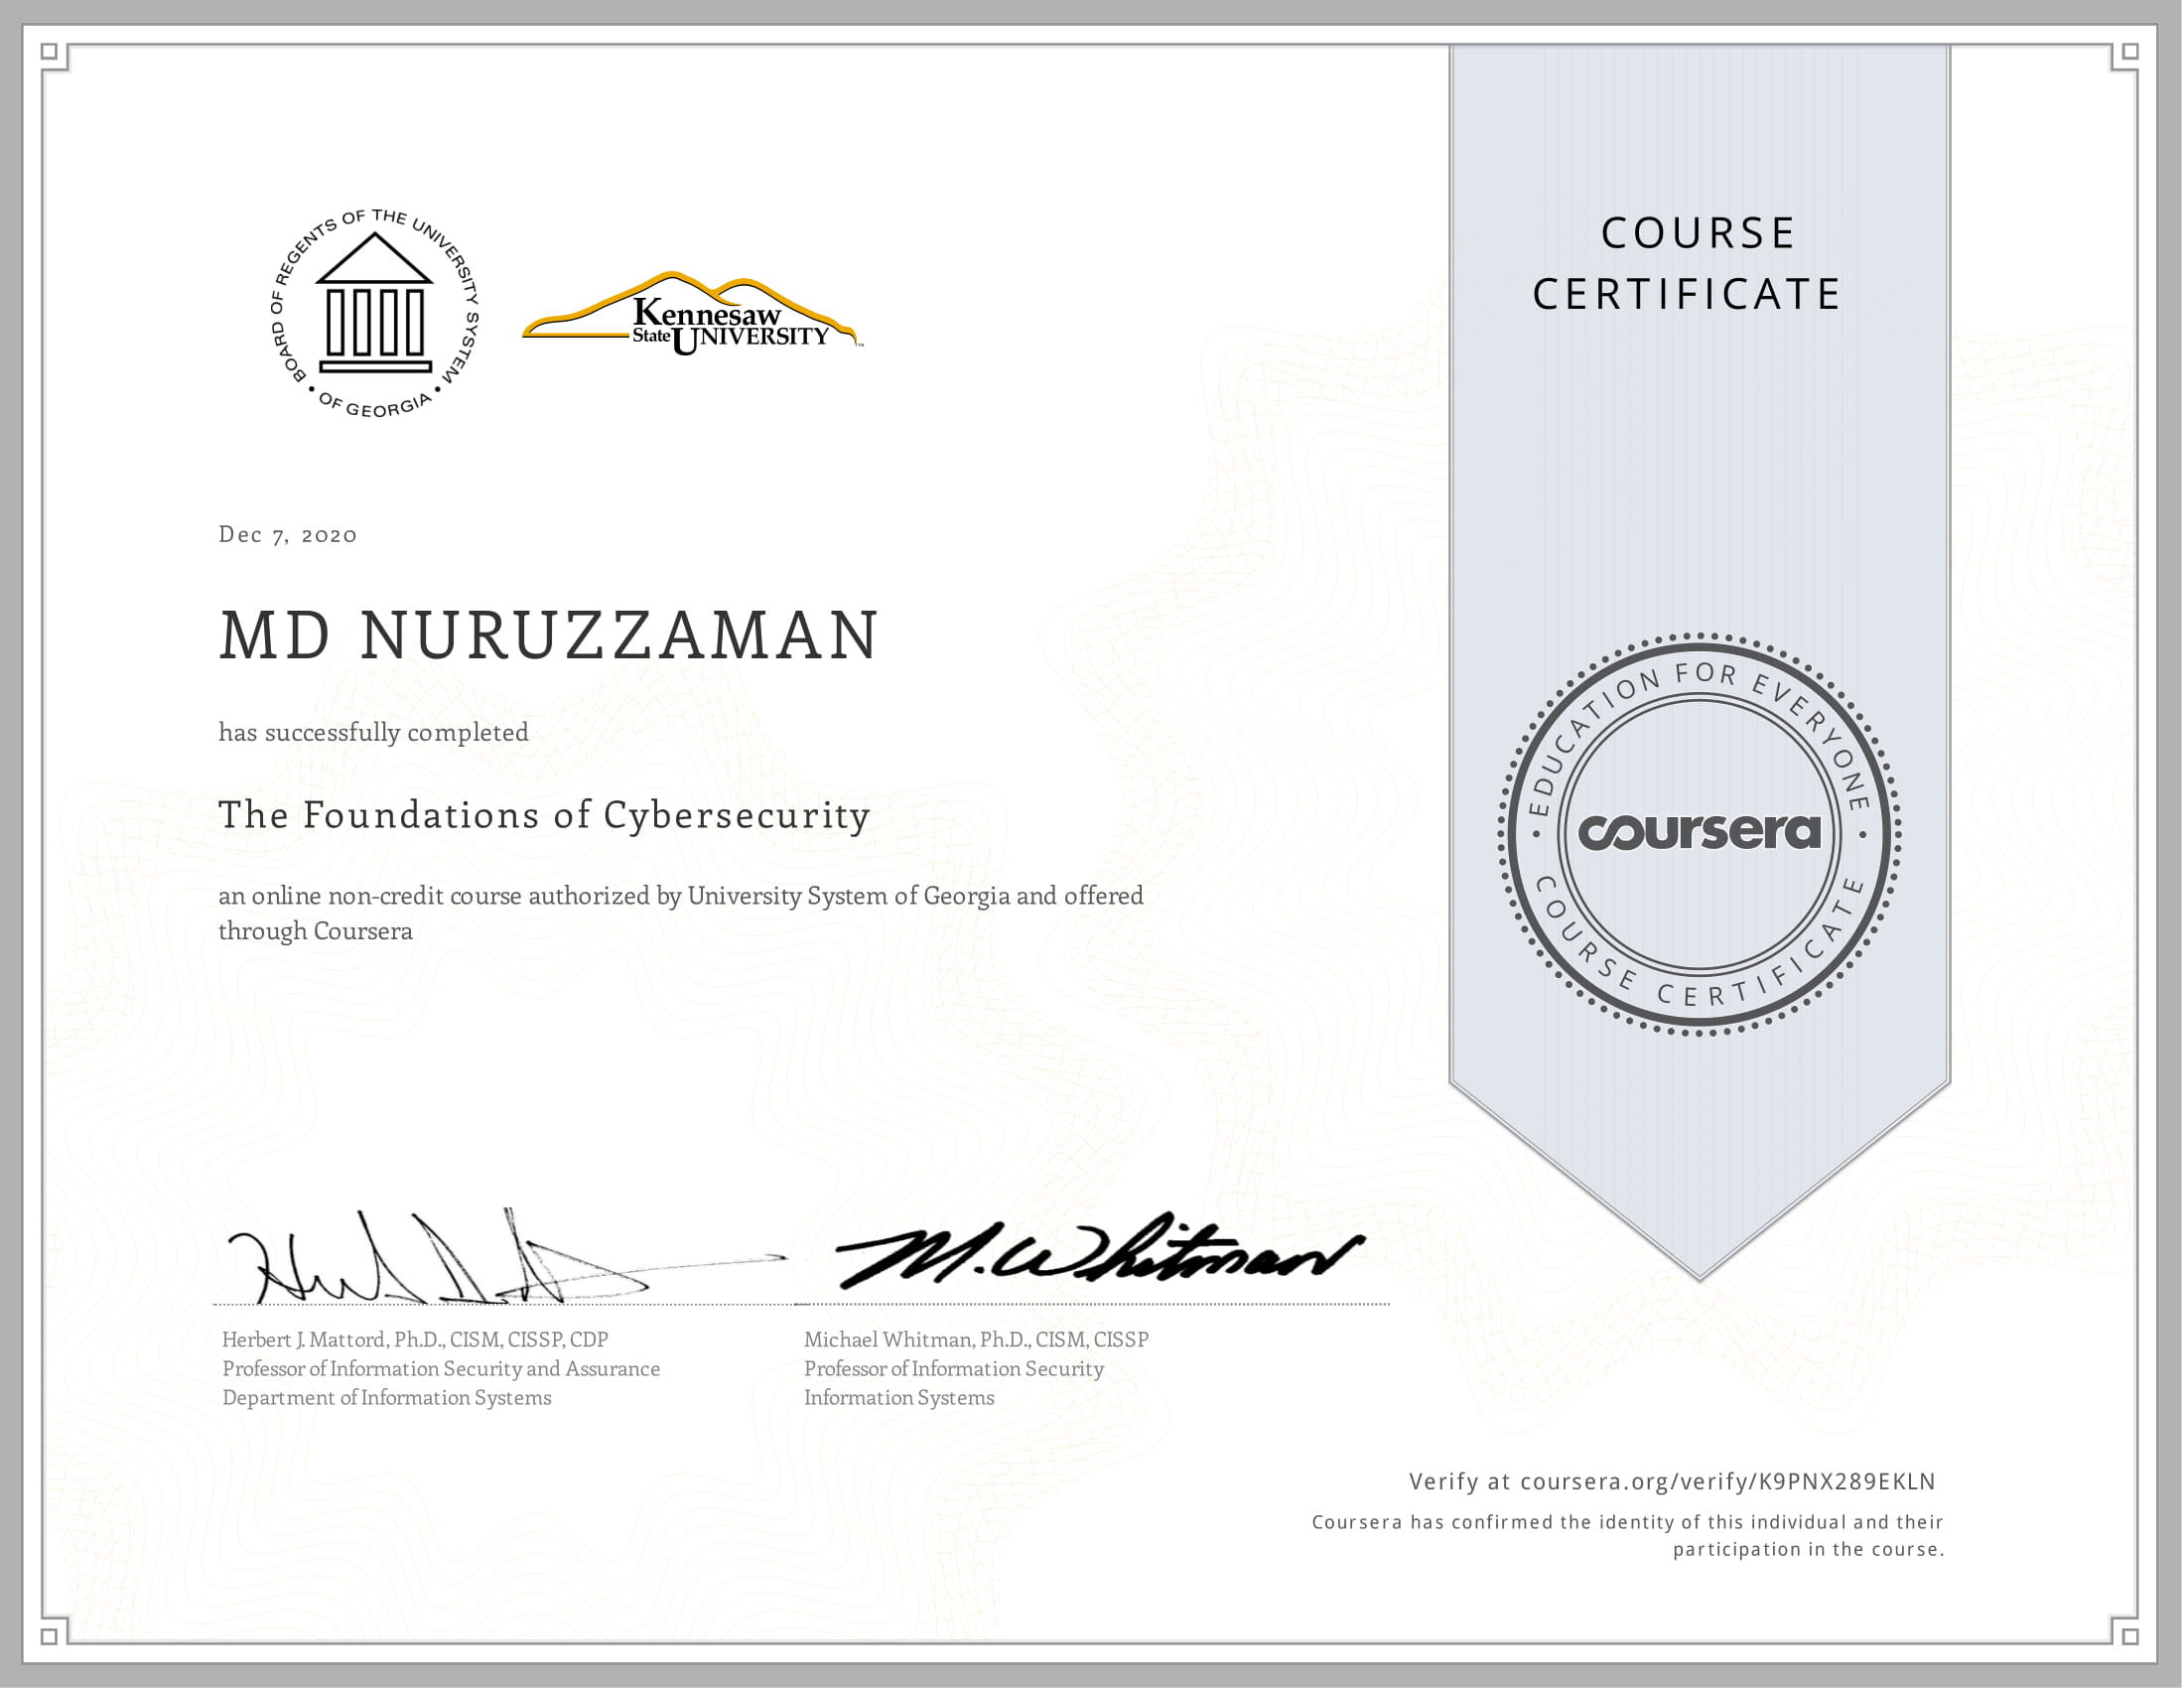 BOARD OF REGENTS OF THE UNIVERSITY SYSTEM
• OF GEORGIA •
Kennesaw
State UNIVERSITY™
COURSE
CERTIFICATE
Dec 7, 2020
MD NURUZZAMAN
has successfully completed
The Foundations of Cybersecurity
an online non-credit course authorized by University System of Georgia and offered
through Coursera
• EDUCATION FOR EVERYONE •
coursera
COURSE CERTIFICATE
M. Whitman
Herbert J. Mattord, Ph.D., CISM, CISSP, CDP
Professor of Information Security and Assurance
Department of Information Systems
Michael Whitman, Ph.D., CISM, CISSP
Professor of Information Security
Information Systems
Verify at coursera.org/verify/K9PNX289EKLN
Coursera has confirmed the identity of this individual and their
participation in the course.